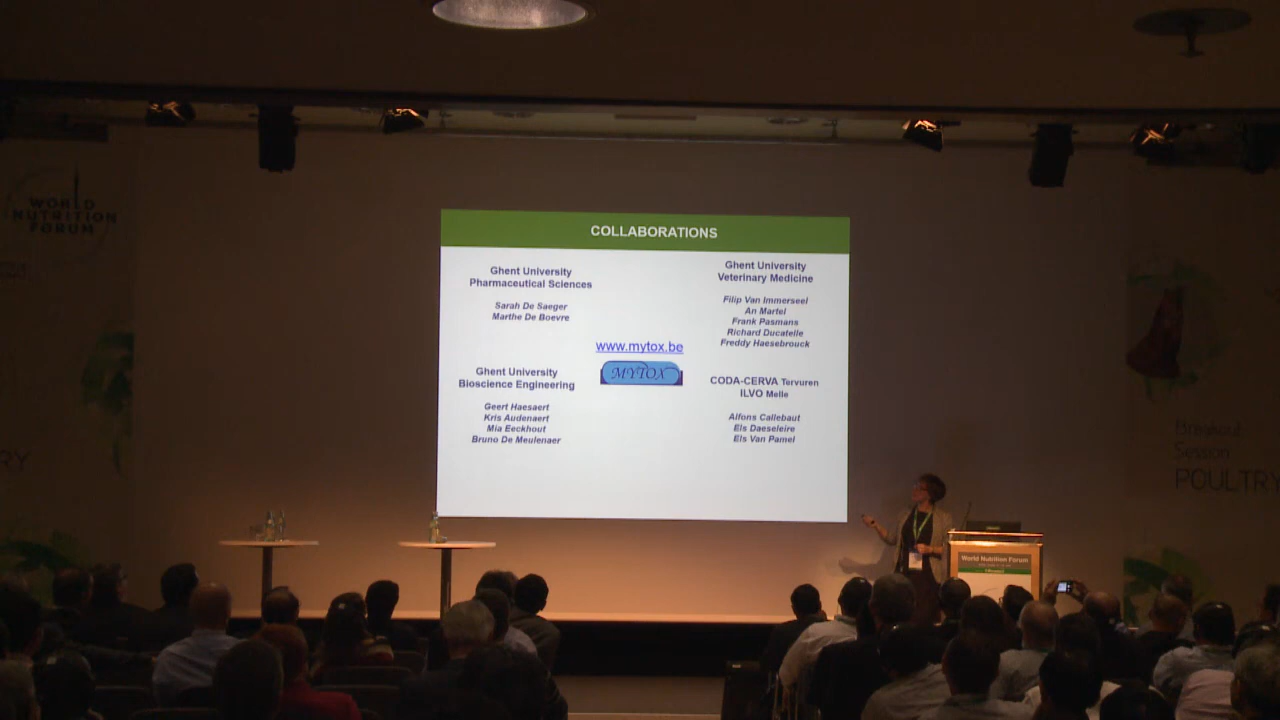 WORLD
NUTRITION
FORUM
COLLABORATIONS
Ghent University
Pharmaceutical Sciences
Sarah De Saeger
Marthe De Boevre
Ghent University
Veterinary Medicine
Filip Van Immerseel
An Martel
Frank Pasmans
Richard Ducatelle
Freddy Haesebrouck
www.mytox.be
MYTOX
Ghent University
Bioscience Engineering
Geert Haesaert
Kris Audenaert
Mia Eeckhout
Bruno De Meulenaer
CODA-CERVA Tervuren
ILVO Melle
Alfons Callebaut
Els Daeseleire
Els Van Pamel
RY
Breakout
Session
POULTRY
World Nutrition Forum